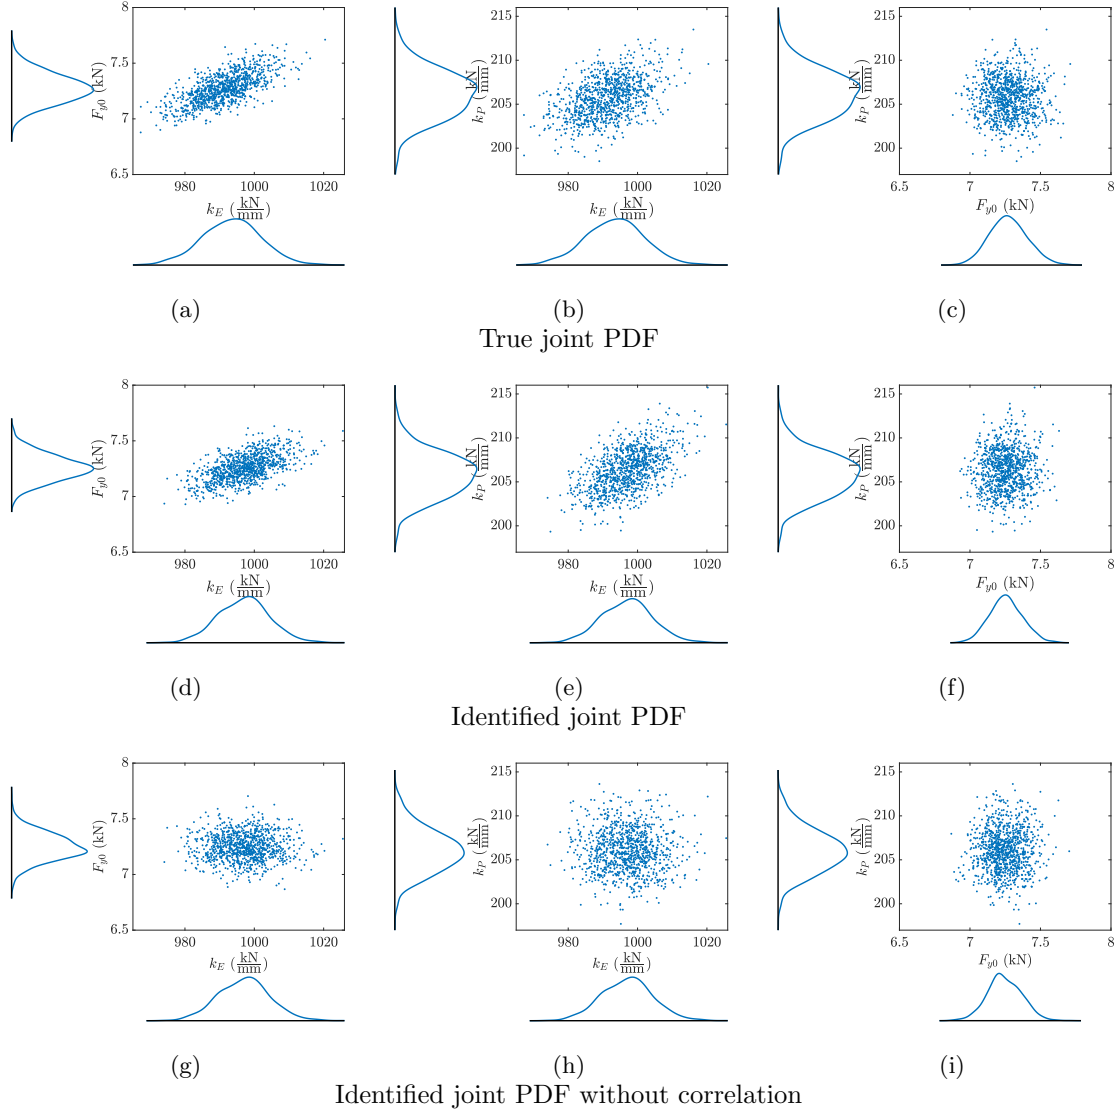 8
7.5
7
6.5
F_{y0} (kN)
980 1000 1020
k_E (kN/mm)
(a)
215
210
205
200
k_P (kN/mm)
980 1000 1020
k_E (kN/mm)
(b)
215
210
205
200
k_P (kN/mm)
6.5 7 7.5 8
F_{y0} (kN)
(c)
True joint PDF
8
7.5
7
6.5
F_{y0} (kN)
980 1000 1020
k_E (kN/mm)
(d)
215
210
205
200
k_P (kN/mm)
980 1000 1020
k_E (kN/mm)
(e)
215
210
205
200
k_P (kN/mm)
6.5 7 7.5 8
F_{y0} (kN)
(f)
Identified joint PDF
8
7.5
7
6.5
F_{y0} (kN)
980 1000 1020
k_E (kN/mm)
(g)
215
210
205
200
k_P (kN/mm)
980 1000 1020
k_E (kN/mm)
(h)
215
210
205
200
k_P (kN/mm)
6.5 7 7.5 8
F_{y0} (kN)
(i)
Identified joint PDF without correlation